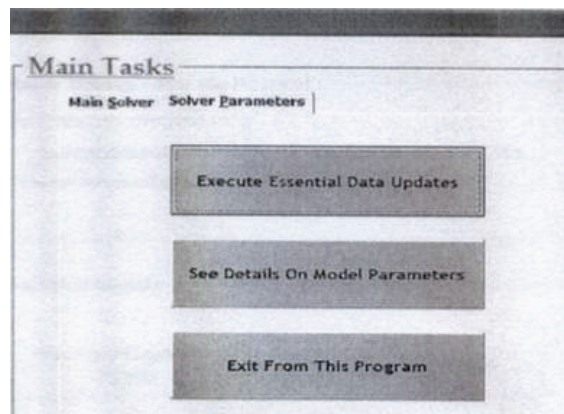 Main Tasks
Main Solver Solver Parameters
Execute Essential Data Updates
See Details On Model Parameters
Exit From This Program